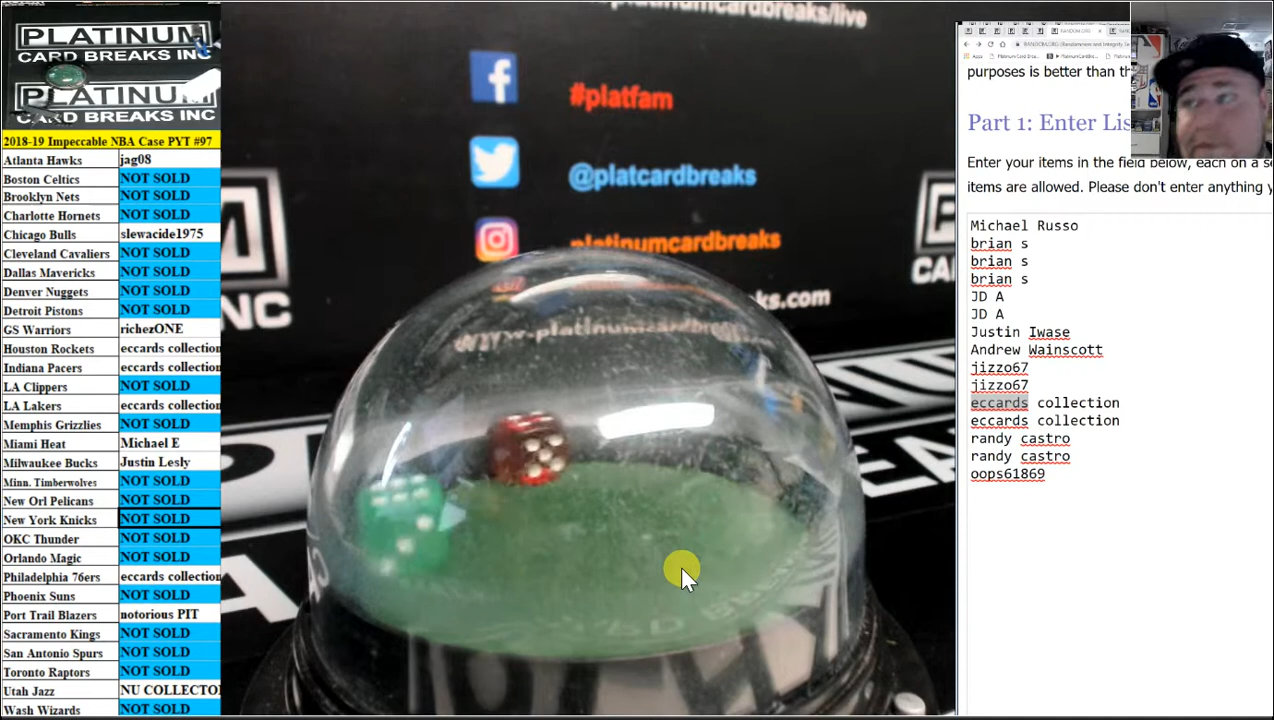 PLATINUM
CARD BREAKS INC
PLATINUM
CARD BREAKS INC
2018-19 Impeccable NBA Case PYT #97
Atlanta Hawks jag08
Boston Celtics NOT SOLD
Brooklyn Nets NOT SOLD
Charlotte Hornets NOT SOLD
Chicago Bulls slewacide1975
Cleveland Cavaliers NOT SOLD
Dallas Mavericks NOT SOLD
Denver Nuggets NOT SOLD
Detroit Pistons NOT SOLD
GS Warriors richezONE
Houston Rockets eccards collection
Indiana Pacers eccards collection
LA Clippers NOT SOLD
LA Lakers eccards collection
Memphis Grizzlies NOT SOLD
Miami Heat Michael E
Milwaukee Bucks Justin Lesly
Minn. Timberwolves NOT SOLD
New Orl Pelicans NOT SOLD
New York Knicks NOT SOLD
OKC Thunder NOT SOLD
Orlando Magic NOT SOLD
Philadelphia 76ers eccards collection
Phoenix Suns NOT SOLD
Port Trail Blazers notorious PIT
Sacramento Kings NOT SOLD
San Antonio Spurs NOT SOLD
Toronto Raptors NOT SOLD
Utah Jazz NU COLLECTO
Wash Wizards NOT SOLD
platinumcardbreaks/live
#platfam
@platcardbreaks
platinumcardbreaks
www.platinumcardbreaks.com
INC
purposes is better than th
Part 1: Enter Lis
Enter your items in the field below, each on a se
items are allowed. Please don't enter anything y
Michael Russo
brian s
brian s
brian s
JD A
JD A
Justin Iwase
Andrew Wainscott
jizzo67
jizzo67
eccards collection
eccards collection
randy castro
randy castro
oops61869